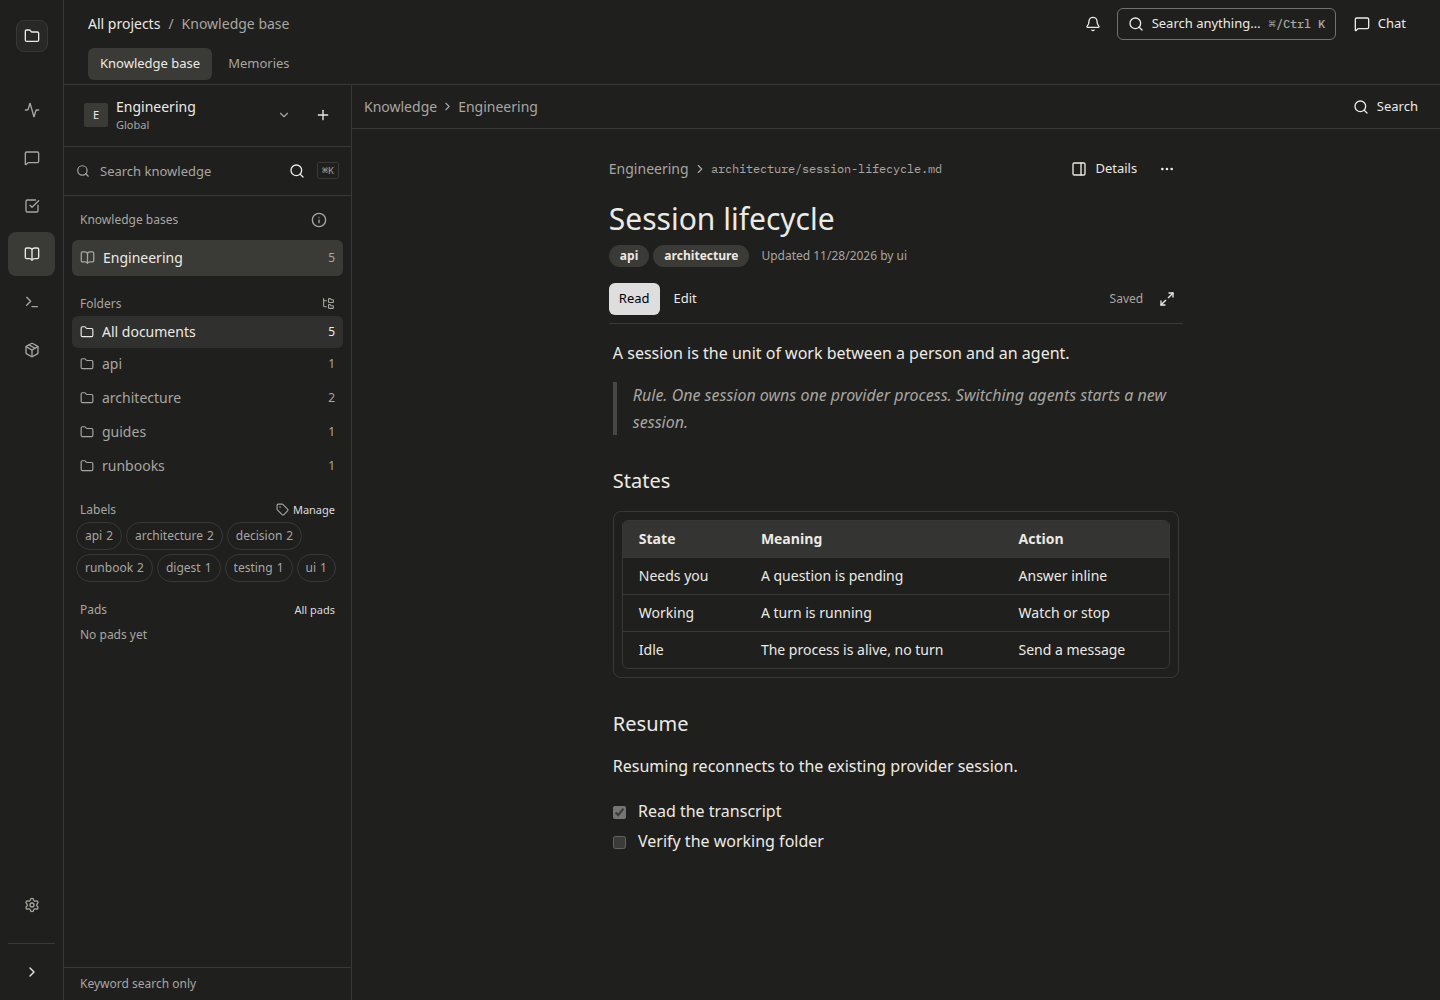 All projects / Knowledge base
Search anything... ⌘/Ctrl K
Chat
Knowledge base
Memories
E
Engineering
Global
Knowledge > Engineering
Search
Search knowledge
⌘K
Knowledge bases
Engineering 5
Folders
All documents 5
api 1
architecture 2
guides 1
runbooks 1
Labels
Manage
api 2
architecture 2
decision 2
runbook 2
digest 1
testing 1
ui 1
Pads
All pads
No pads yet
Keyword search only
Engineering > architecture/session-lifecycle.md
Details
Session lifecycle
api
architecture
Updated 11/28/2026 by ui
Read
Edit
Saved
A session is the unit of work between a person and an agent.
Rule. One session owns one provider process. Switching agents starts a new
session.
States
State Meaning Action
Needs you A question is pending Answer inline
Working A turn is running Watch or stop
Idle The process is alive, no turn Send a message
Resume
Resuming reconnects to the existing provider session.
Read the transcript
Verify the working folder